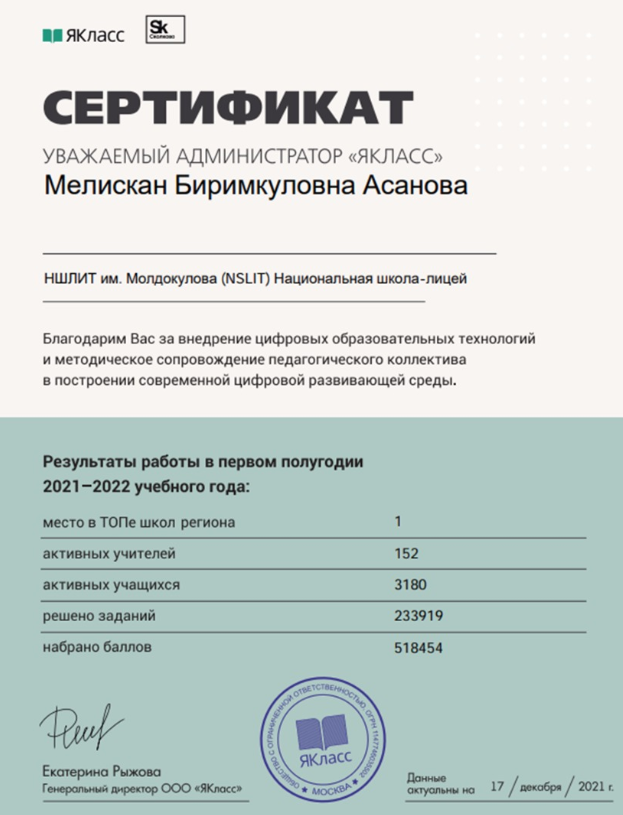 ЯКласс
Sk
Сколково
СЕРТИФИКАТ
УВАЖАЕМЫЙ АДМИНИСТРАТОР «ЯКЛАСС»
Мелискан Биримкуловна Асанова
НШЛИТ им. Молдокулова (NSLIT) Национальная школа-лицей
Благодарим Вас за внедрение цифровых образовательных технологий
и методическое сопровождение педагогического коллектива
в построении современной цифровой развивающей среды.
Результаты работы в первом полугодии
2021–2022 учебного года:
место в ТОПе школ региона 1
активных учителей 152
активных учащихся 3180
решено заданий 233919
набрано баллов 518454
ОБЩЕСТВО С ОГРАНИЧЕННОЙ ОТВЕТСТВЕННОСТЬЮ, ОГРН
ЯКласс
МОСКВА
Екатерина Рыжова
Генеральный директор ООО «ЯКласс»
Данные
актуальны на 17 / декабря / 2021 г.